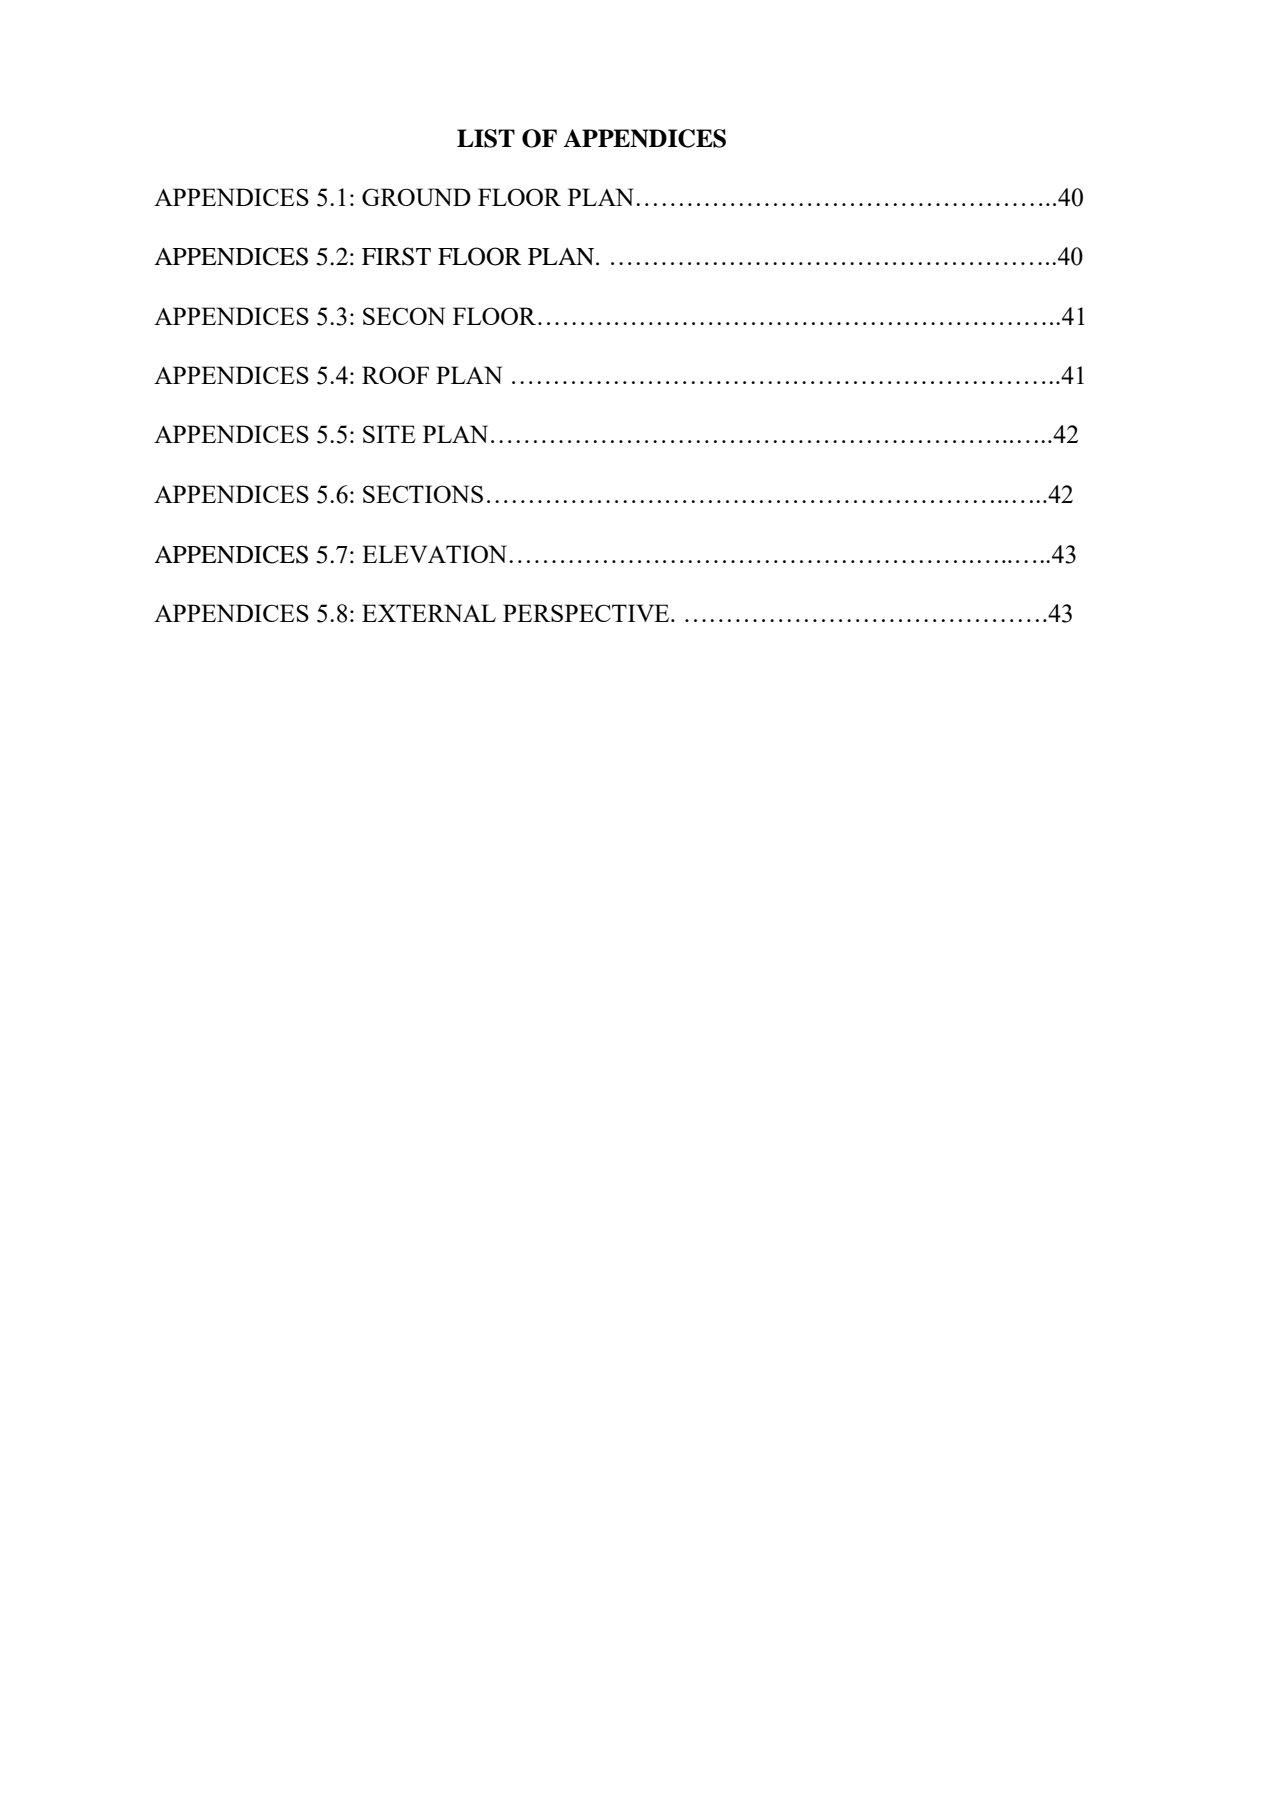 LIST OF APPENDICES
APPENDICES 5.1: GROUND FLOOR PLAN…………………………………………..40
APPENDICES 5.2: FIRST FLOOR PLAN. ……………………………………………..40
APPENDICES 5.3: SECON FLOOR……………………………………………………..41
APPENDICES 5.4: ROOF PLAN ………………………………………………………..41
APPENDICES 5.5: SITE PLAN……………………………………………………..…..42
APPENDICES 5.6: SECTIONS……………………………………………………..…..42
APPENDICES 5.7: ELEVATION……………………………………………….…..…..43
APPENDICES 5.8: EXTERNAL PERSPECTIVE. …………………………………….43